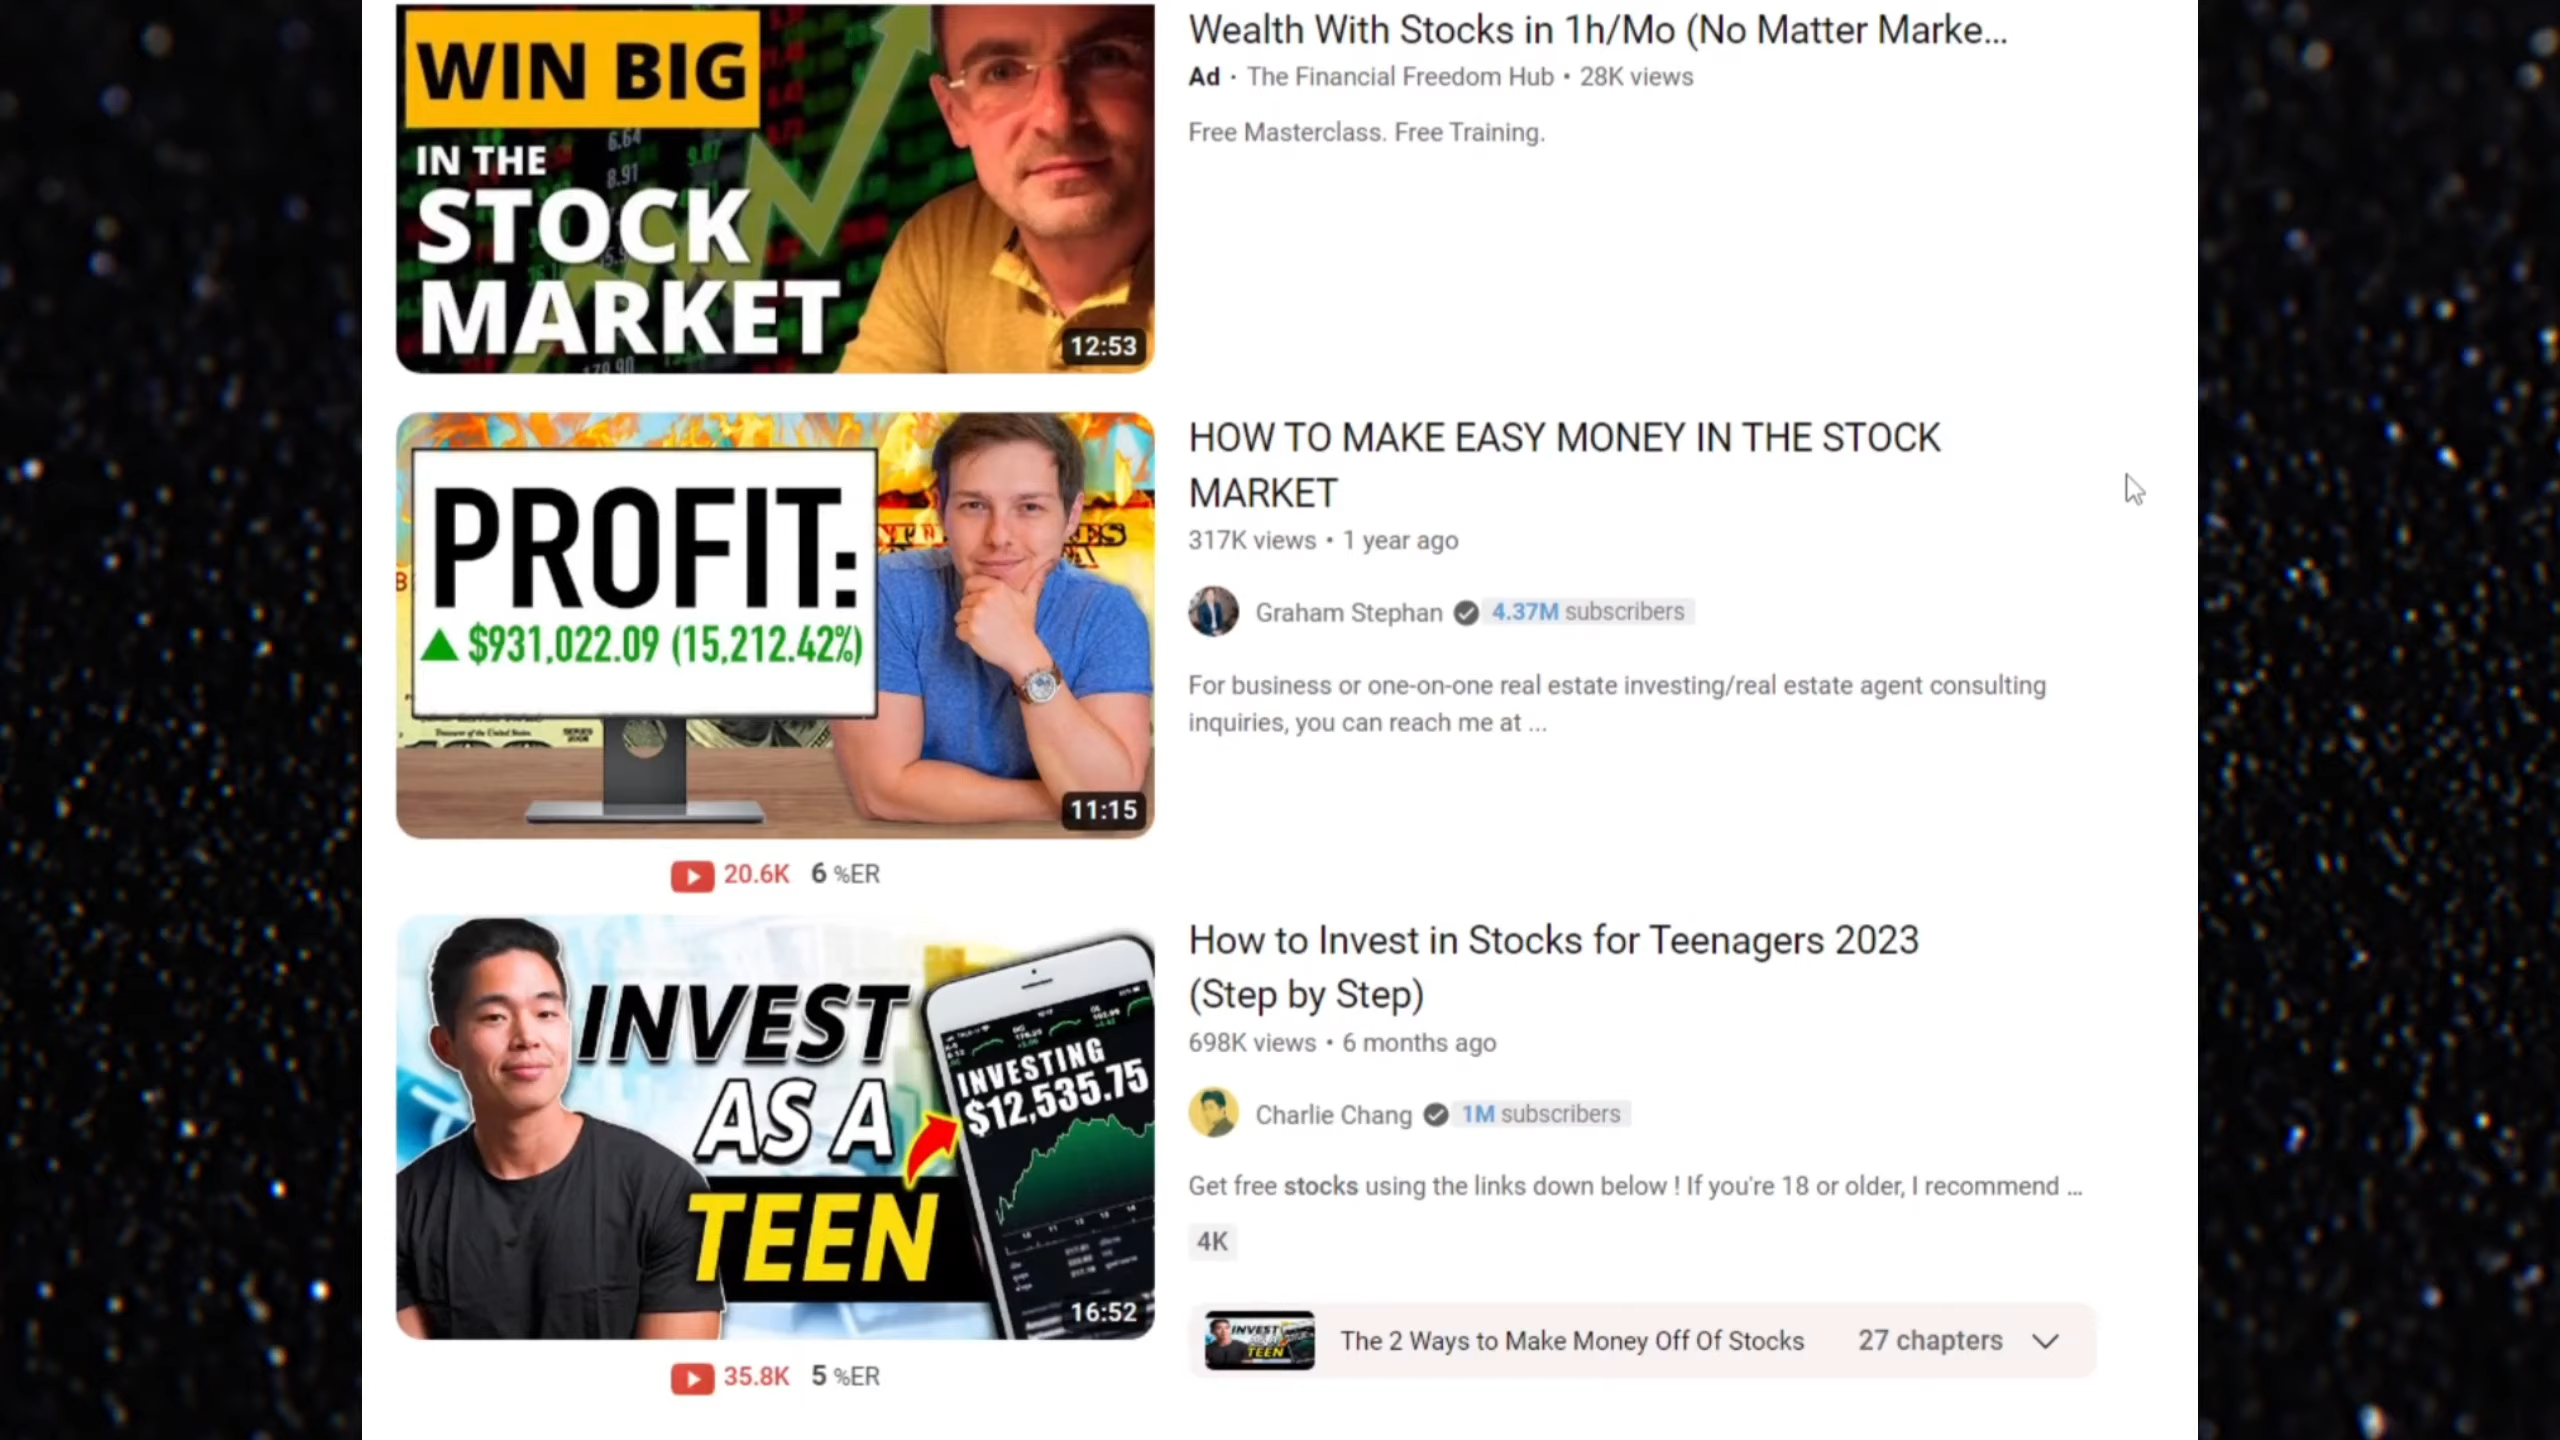 WIN BIG
IN THE
STOCK
MARKET
12:53
Wealth With Stocks in 1h/Mo (No Matter Marke...
Ad · The Financial Freedom Hub • 28K views
Free Masterclass. Free Training.
PROFIT:
$931,022.09 (15,212.42%)
11:15
20.6K 6 %ER
HOW TO MAKE EASY MONEY IN THE STOCK
MARKET
317K views • 1 year ago
Graham Stephan 4.37M subscribers
For business or one-on-one real estate investing/real estate agent consulting
inquiries, you can reach me at ...
INVEST
AS A
TEEN
INVESTING
$12,535.75
16:52
35.8K 5 %ER
How to Invest in Stocks for Teenagers 2023
(Step by Step)
698K views • 6 months ago
Charlie Chang 1M subscribers
Get free stocks using the links down below ! If you're 18 or older, I recommend ...
4K
INVEST
TEEN
The 2 Ways to Make Money Off Of Stocks 27 chapters